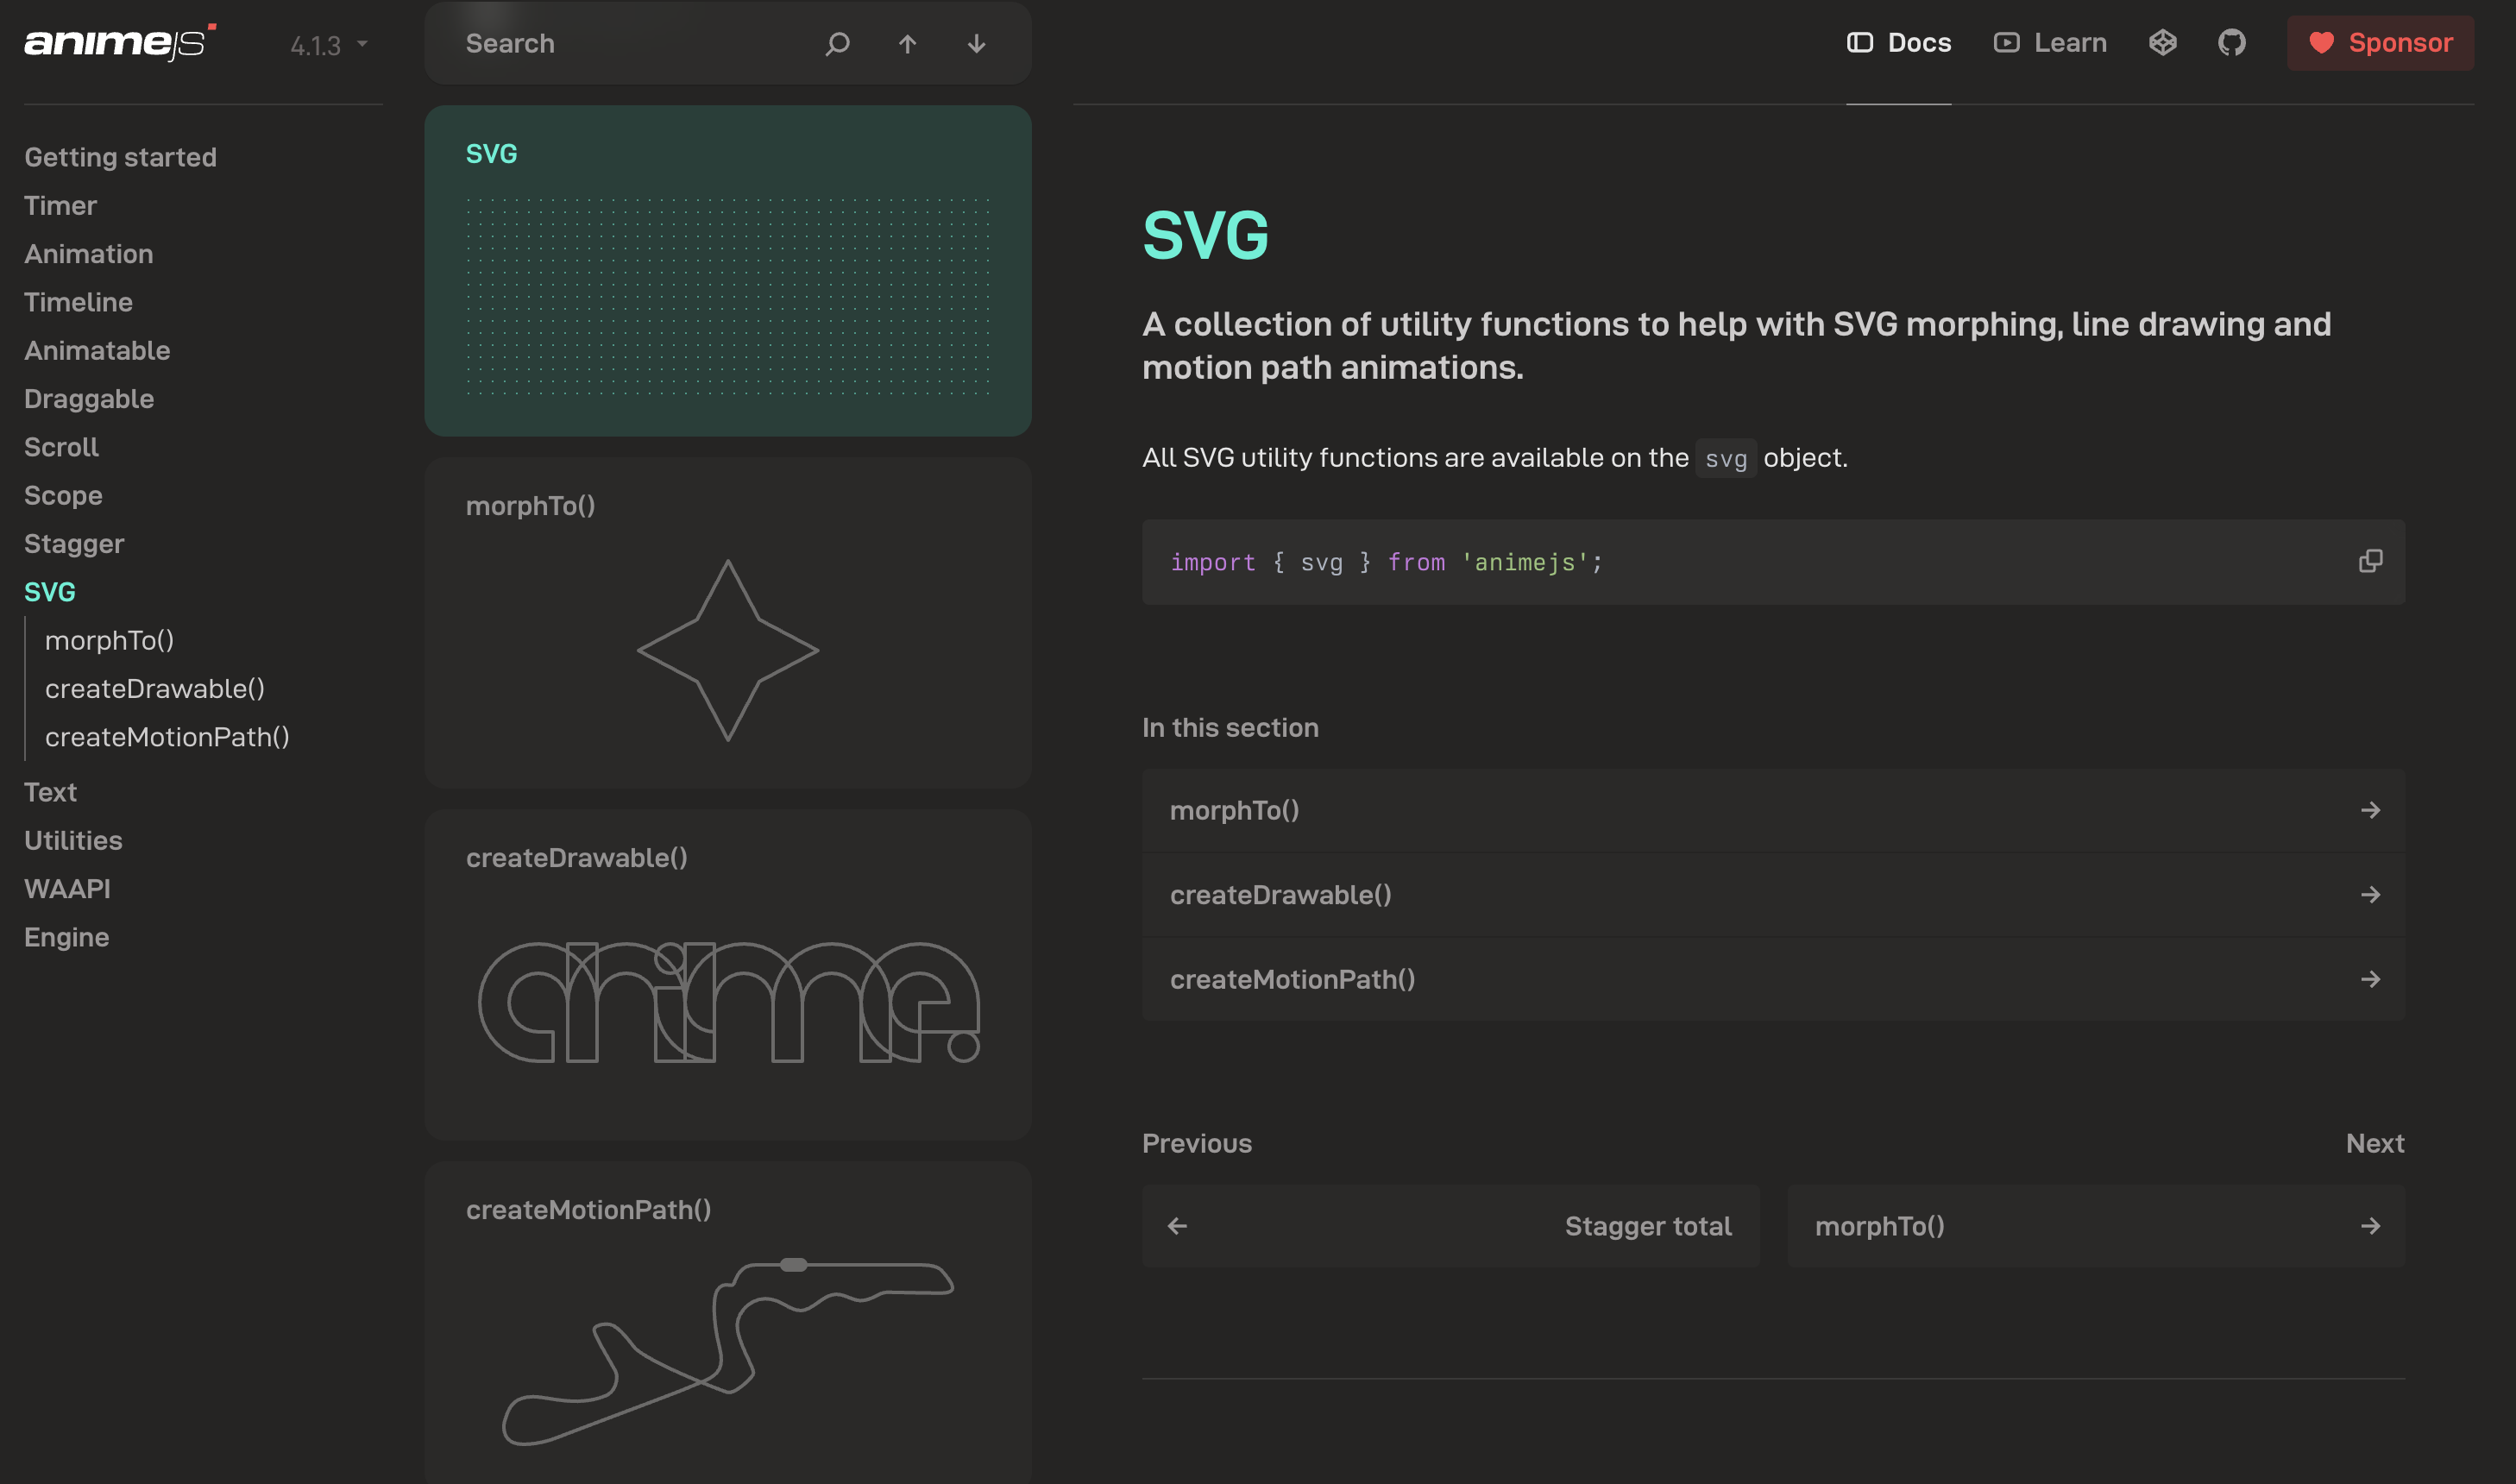 animejs
4.1.3
Getting started
Timer
Animation
Timeline
Animatable
Draggable
Scroll
Scope
Stagger
SVG
morphTo()
createDrawable()
createMotionPath()
Text
Utilities
WAAPI
Engine
Search
SVG
morphTo()
createDrawable()
anime.
createMotionPath()
Docs
Learn
Sponsor
SVG
A collection of utility functions to help with SVG morphing, line drawing and
motion path animations.
All SVG utility functions are available on the svg object.
import { svg } from 'animejs';
In this section
morphTo()
createDrawable()
createMotionPath()
Previous
Next
Stagger total
morphTo()